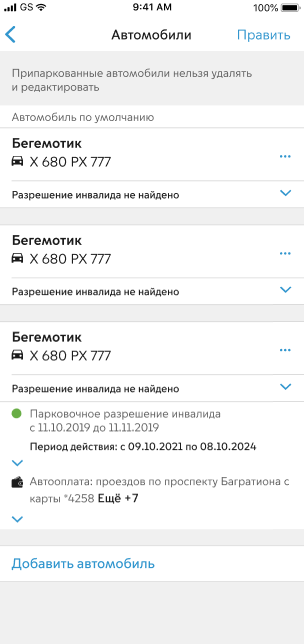 GS 9:41 AM 100%
Автомобили Править
Припаркованные автомобили нельзя удалять
и редактировать
Автомобиль по умолчанию
Бегемотик
X 680 PX 777
Разрешение инвалида не найдено
Бегемотик
X 680 PX 777
Разрешение инвалида не найдено
Бегемотик
X 680 PX 777
Разрешение инвалида не найдено
Парковочное разрешение инвалида
с 11.10.2019 до 11.11.2019
Период действия: с 09.10.2021 по 08.10.2024
Автооплата: проездов по проспекту Багратиона с
карты *4258 Ещё +7
Добавить автомобиль